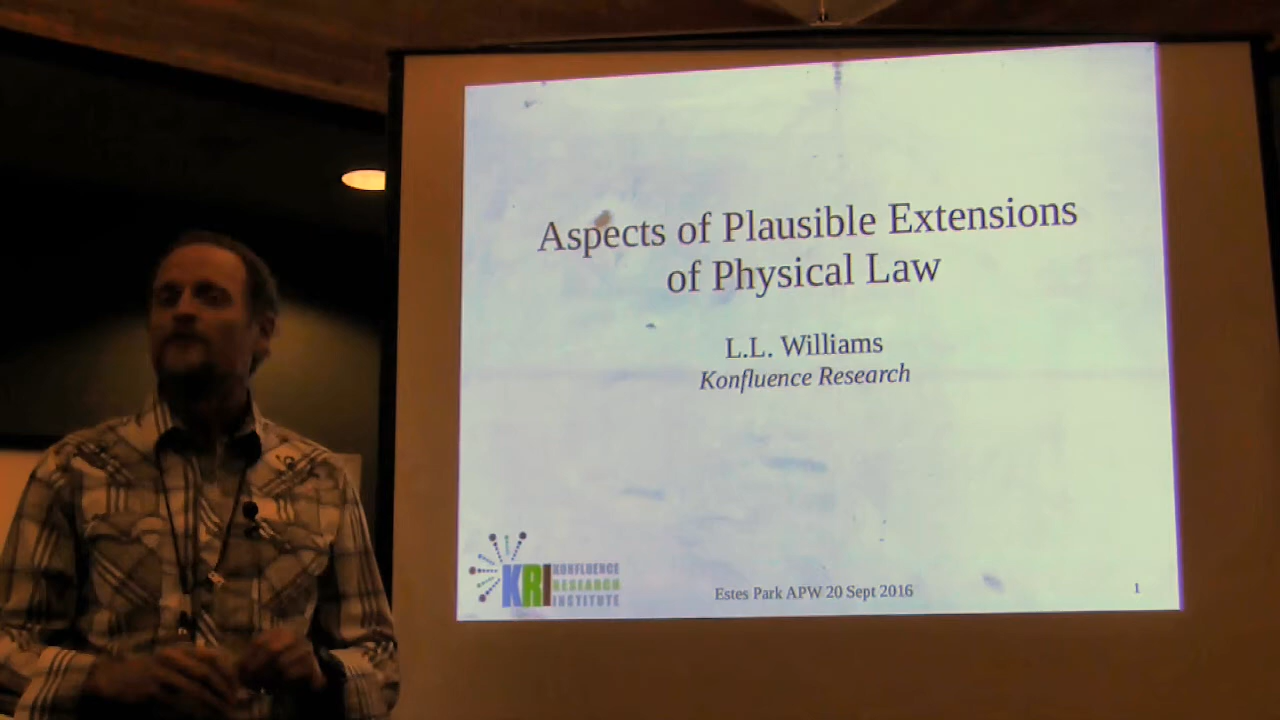 Aspects of Plausible Extensions
of Physical Law
L.L. Williams
Konfluence Research
KRI
KONFLUENCE
RESEARCH
INSTITUTE
Estes Park APW 20 Sept 2016
1